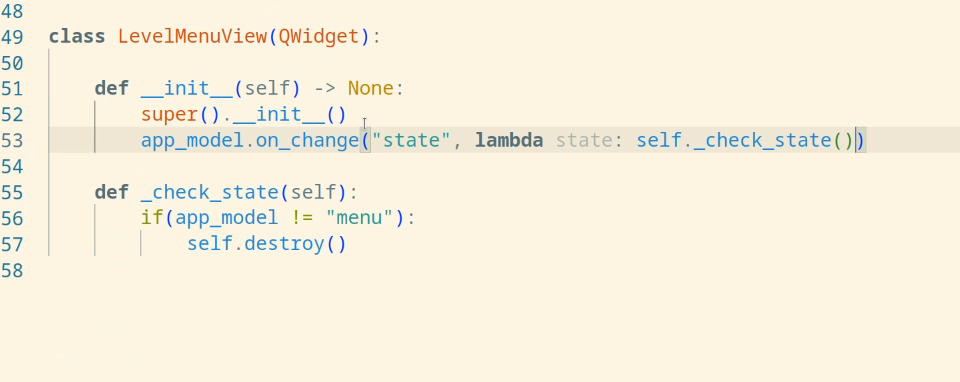 48
49 class LevelMenuView(QWidget):
50
51     def __init__(self) -> None:
52         super().__init__()
53         app_model.on_change("state", lambda state: self._check_state())
54
55     def _check_state(self):
56         if(app_model != "menu"):
57             self.destroy()
58